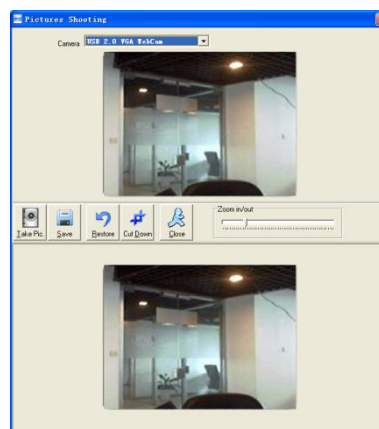 Pictures Shooting
Camera USB 2.0 VGA WebCam
Take Pic. Save Restore Cut Down Close
Zoom in/out